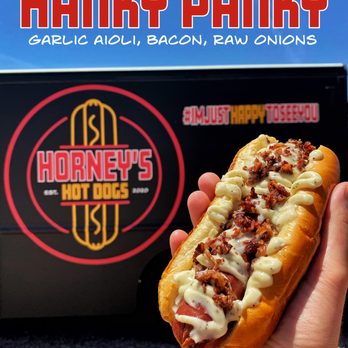 HANKY PANKY
GARLIC AIOLI, BACON, RAW ONIONS
#IMJUSTHAPPYTOSEEYOU
HORNEY'S
HOT DOGS
EST. 2020